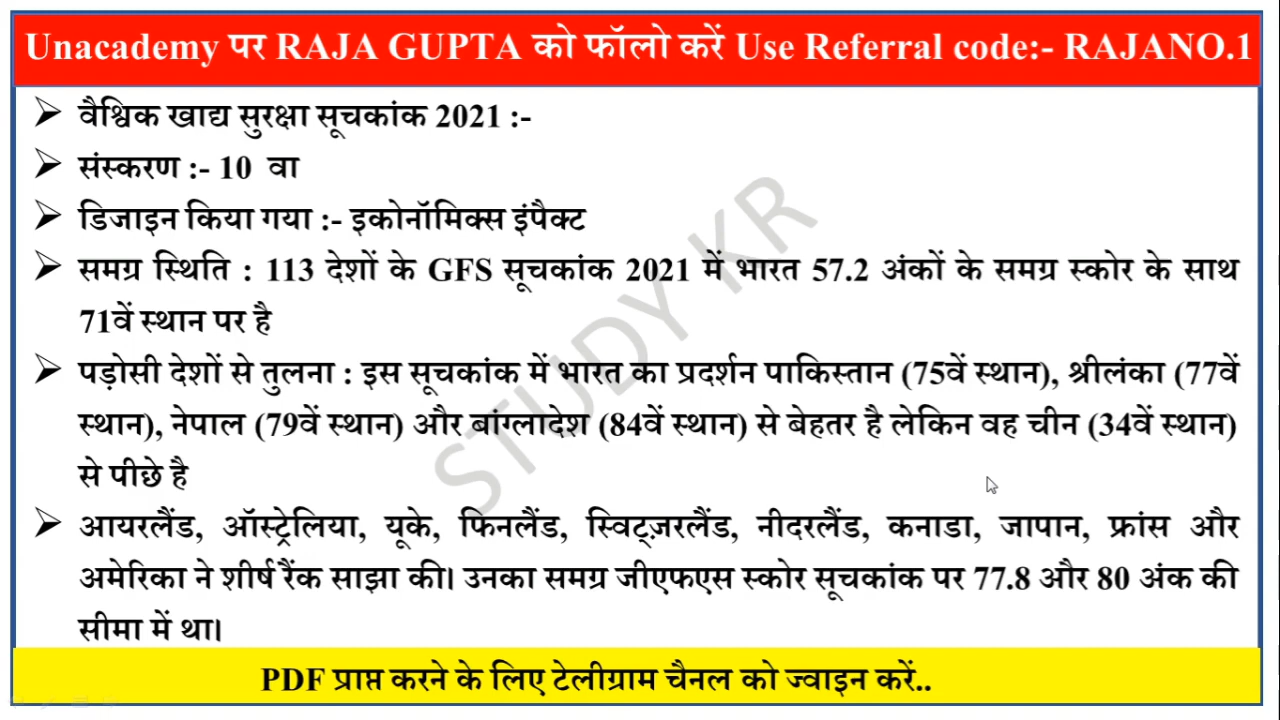 Unacademy पर RAJA GUPTA को फॉलो करें Use Referral code:- RAJANO.1
➢ वैश्विक खाद्य सुरक्षा सूचकांक 2021 :-
➢ संस्करण :- 10 वा
➢ डिजाइन किया गया :- इकोनॉमिक्स इंपैक्ट
➢ समग्र स्थिति : 113 देशों के GFS सूचकांक 2021 में भारत 57.2 अंकों के समग्र स्कोर के साथ
71वें स्थान पर है
➢ पड़ोसी देशों से तुलना : इस सूचकांक में भारत का प्रदर्शन पाकिस्तान (75वें स्थान), श्रीलंका (77वें
स्थान), नेपाल (79वें स्थान) और बांग्लादेश (84वें स्थान) से बेहतर है लेकिन वह चीन (34वें स्थान)
से पीछे है
➢ आयरलैंड, ऑस्ट्रेलिया, यूके, फिनलैंड, स्विट्ज़रलैंड, नीदरलैंड, कनाडा, जापान, फ्रांस और
अमेरिका ने शीर्ष रैंक साझा की। उनका समग्र जीएफएस स्कोर सूचकांक पर 77.8 और 80 अंक की
सीमा में था।
STUDY KR
PDF प्राप्त करने के लिए टेलीग्राम चैनल को ज्वाइन करें..